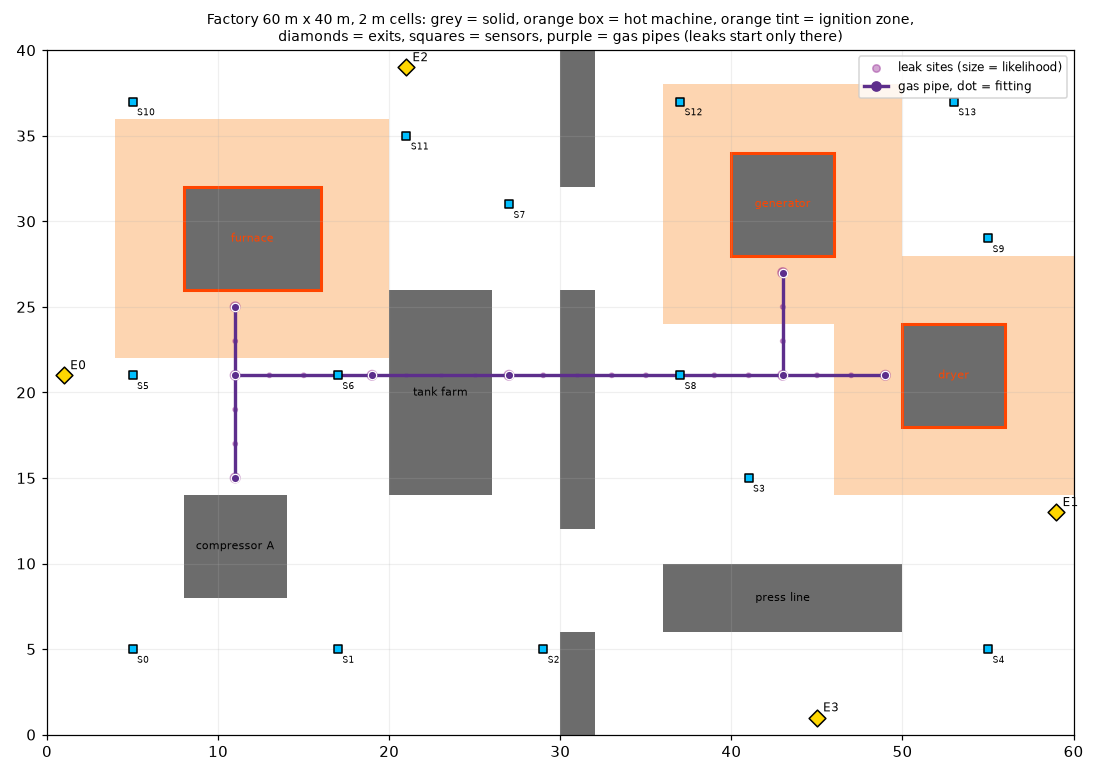 Factory 60 m x 40 m, 2 m cells: grey = solid, orange box = hot machine, orange tint = ignition zone,
diamonds = exits, squares = sensors, purple = gas pipes (leaks start only there)
40
E2
leak sites (size = likelihood)
gas pipe, dot = fitting
S10
S12
S13
35
S11
generator
30
S7
furnace
S9
25
E0
S5
S6
S8
dryer
20
tank farm
15
S3
E1
compressor A
10
press line
5
S0
S1
S2
S4
E3
0
0
10
20
30
40
50
60